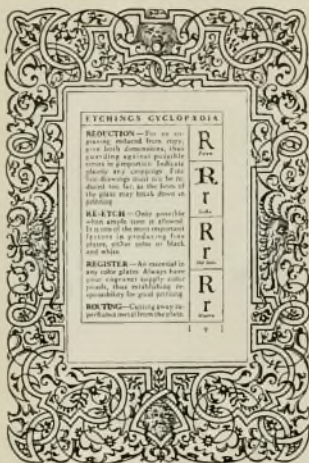 ETCHINGS CYCLOPÆDIA
REDUCTION—For an en-
graving reduced from copy,
give both dimensions, thus
guarding against possible
errors in proportion. Indicate
plainly any croppings. Fine
line drawings must not be re-
duced too far, as the lines of
the plate may break down in
printing
RE-ETCH—Only possible
when ample time is allowed.
It is one of the most important
factors in producing fine
plates, either color or black
and white
REGISTER—An essential in
any color plates. Always have
your engraver supply color
proofs, thus establishing re-
sponsibility for good printing
ROUTING—Cutting away su-
perfluous metal from the plate.
R
R
r
R
r
R
r
[ 9 ]